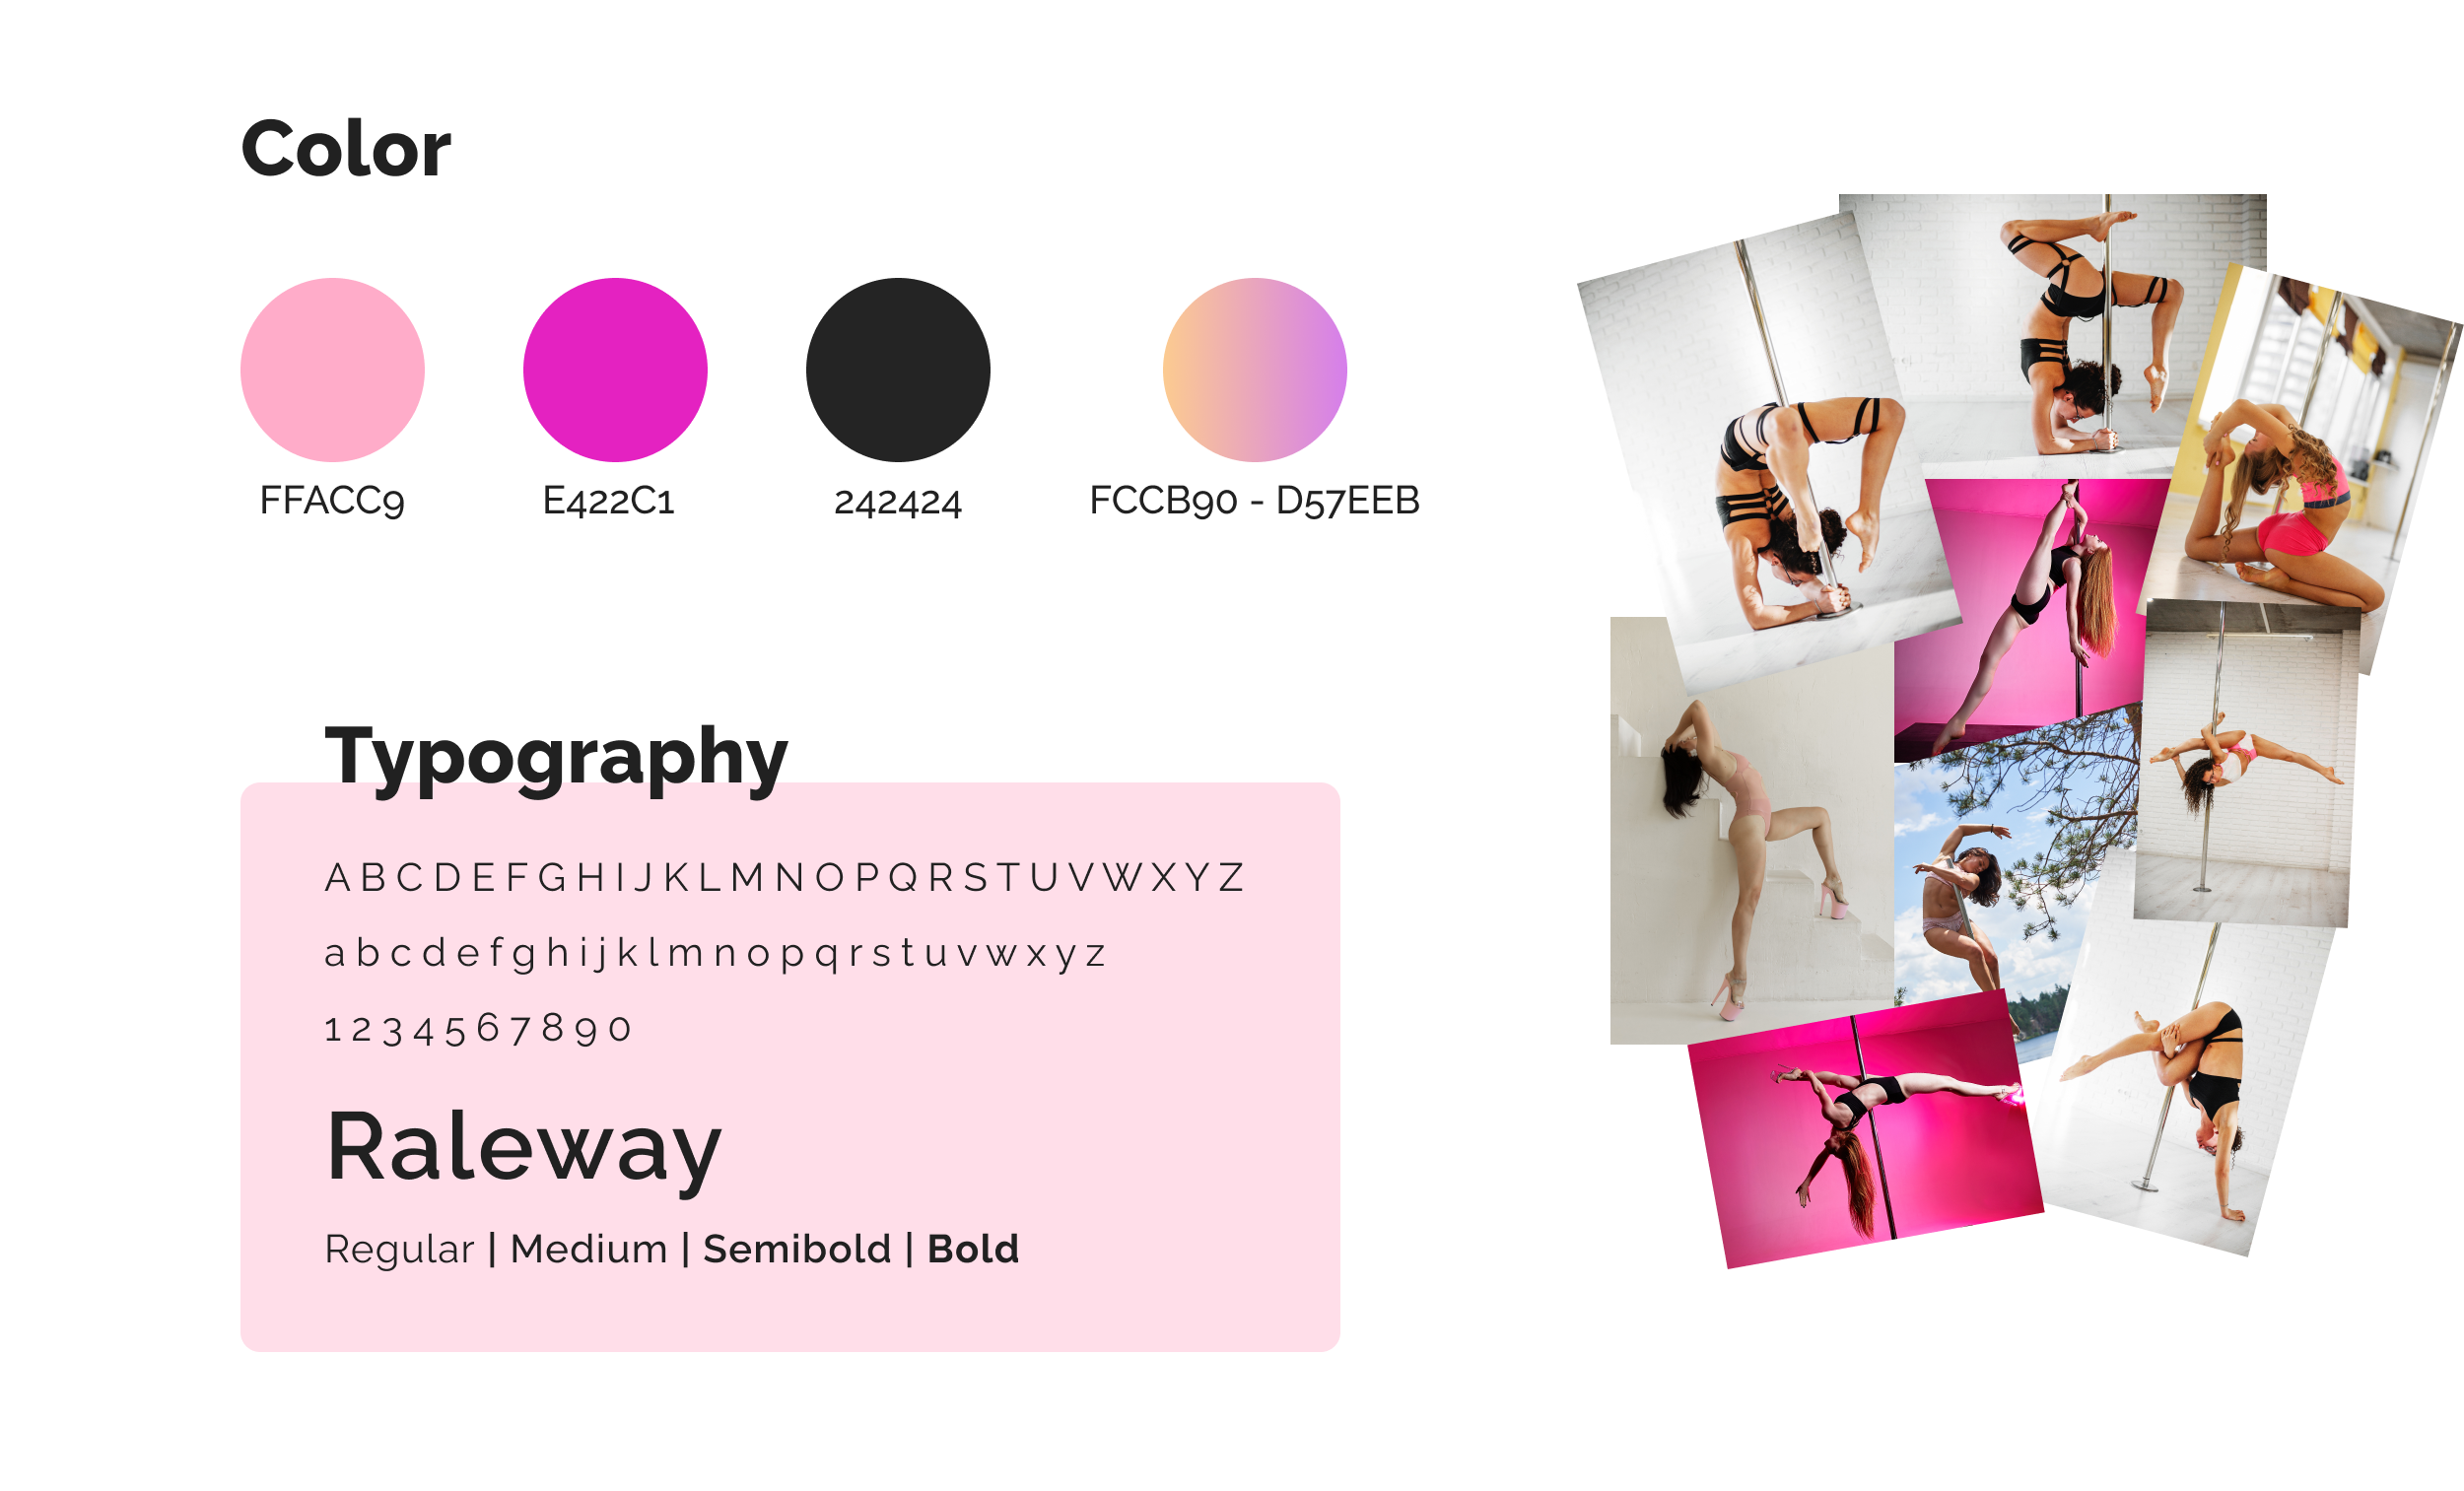 Color
FFACC9
E422C1
242424
FCCB90 - D57EEB
Typography
A B C D E F G H I J K L M N O P Q R S T U V W X Y Z
a b c d e f g h i j k l m n o p q r s t u v w x y z
1 2 3 4 5 6 7 8 9 0
Raleway
Regular | Medium | Semibold | Bold